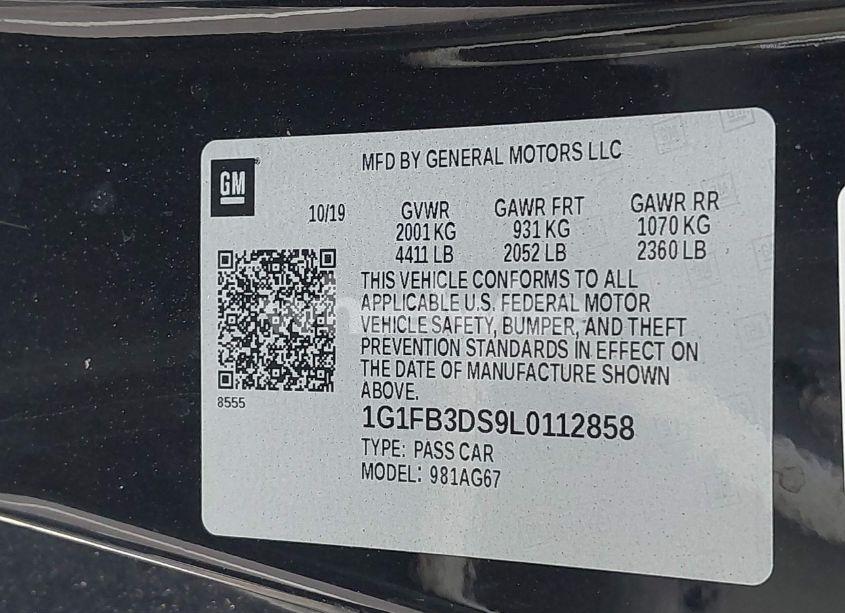 MFD BY GENERAL MOTORS LLC
GM
10/19
GVWR
2001 KG
4411 LB
GAWR FRT
931 KG
2052 LB
GAWR RR
1070 KG
2360 LB
THIS VEHICLE CONFORMS TO ALL
APPLICABLE U.S. FEDERAL MOTOR
VEHICLE SAFETY, BUMPER, AND THEFT
PREVENTION STANDARDS IN EFFECT ON
THE DATE OF MANUFACTURE SHOWN
ABOVE.
8555
1G1FB3DS9L0112858
TYPE: PASS CAR
MODEL: 981AG67